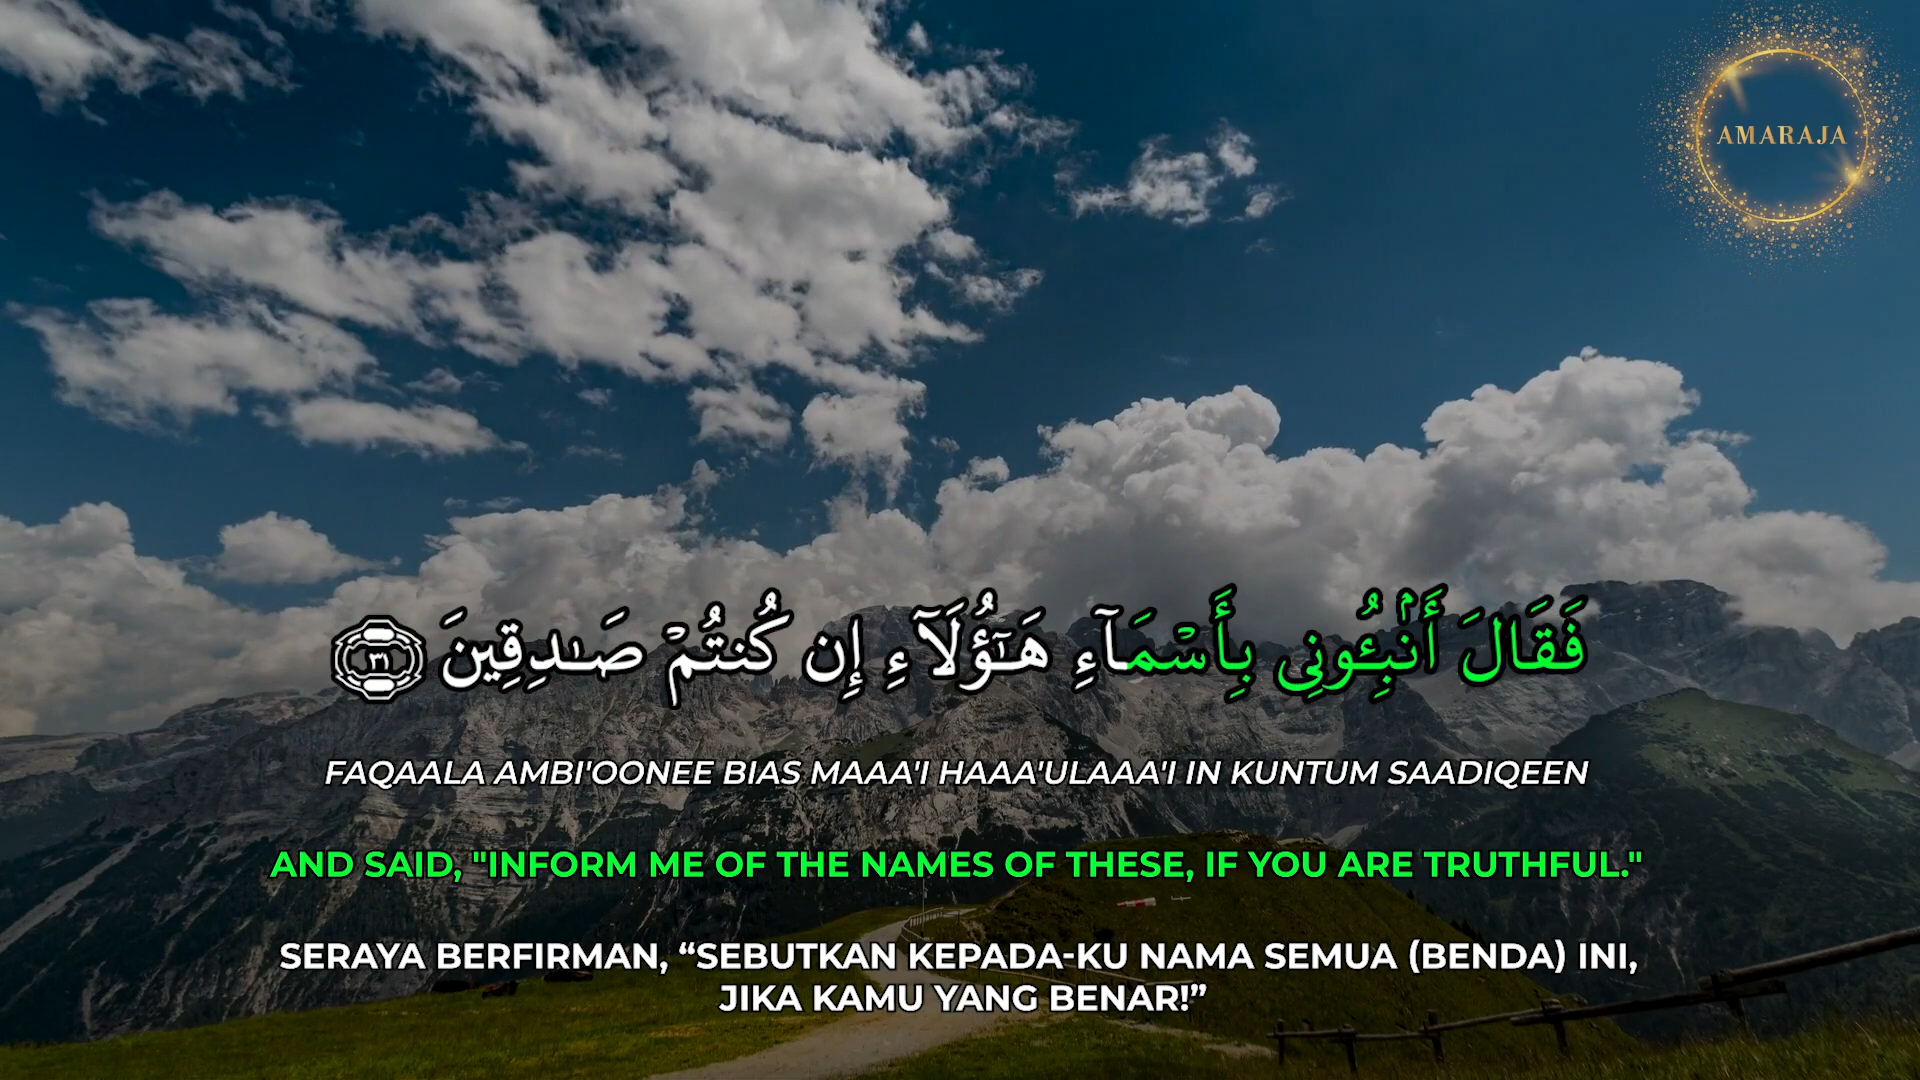 AMARAJA
فَقَالَ أَنۢبِـُٔونِى بِأَسْمَآءِ هَـٰٓؤُلَآءِ إِن كُنتُمْ صَـٰدِقِينَ ٣١
FAQAALA AMBI'OONEE BIAS MAAA'I HAAA'ULAAA'I IN KUNTUM SAADIQEEN
AND SAID, "INFORM ME OF THE NAMES OF THESE, IF YOU ARE TRUTHFUL."
SERAYA BERFIRMAN, “SEBUTKAN KEPADA-KU NAMA SEMUA (BENDA) INI,
JIKA KAMU YANG BENAR!”